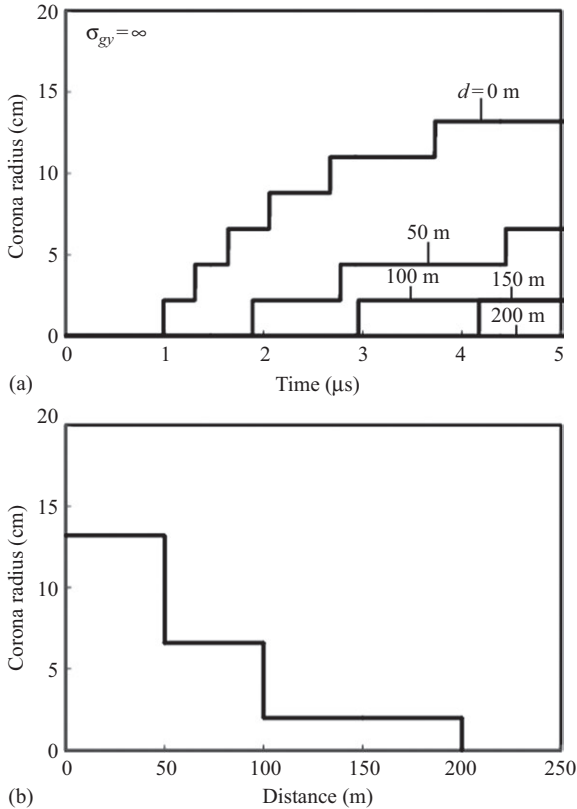 20
σgy = ∞
15
d = 0 m
Corona radius (cm)
10
50 m
5
100 m
150 m
200 m
0
0 1 2 3 4 5
(a)
Time (μs)
20
15
Corona radius (cm)
10
5
0
0 50 100 150 200 250
(b)
Distance (m)